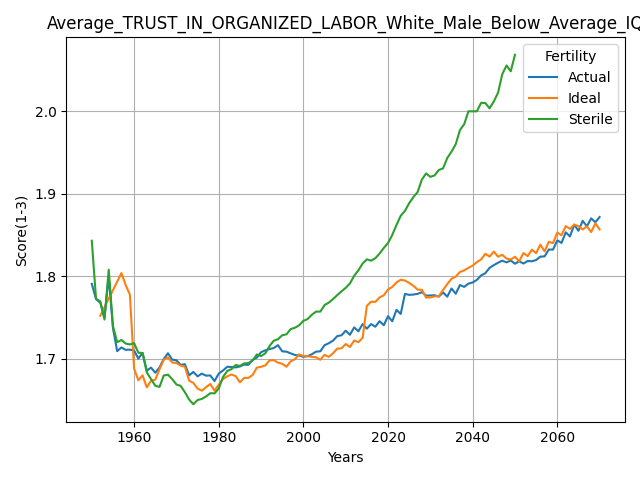 Average_TRUST_IN_ORGANIZED_LABOR_White_Male_Below_Average_IQ
Fertility
Actual
Ideal
Sterile
Score(1-3)
2.0
1.9
1.8
1.7
1960 1980 2000 2020 2040 2060
Years